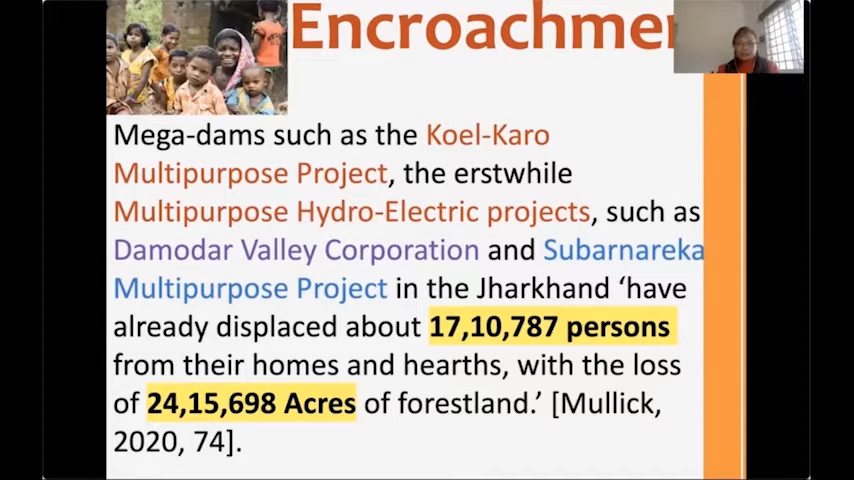 Encroachme
Mega-dams such as the Koel-Karo
Multipurpose Project, the erstwhile
Multipurpose Hydro-Electric projects, such as
Damodar Valley Corporation and Subarnareka
Multipurpose Project in the Jharkhand ‘have
already displaced about 17,10,787 persons
from their homes and hearths, with the loss
of 24,15,698 Acres of forestland.’ [Mullick,
2020, 74].